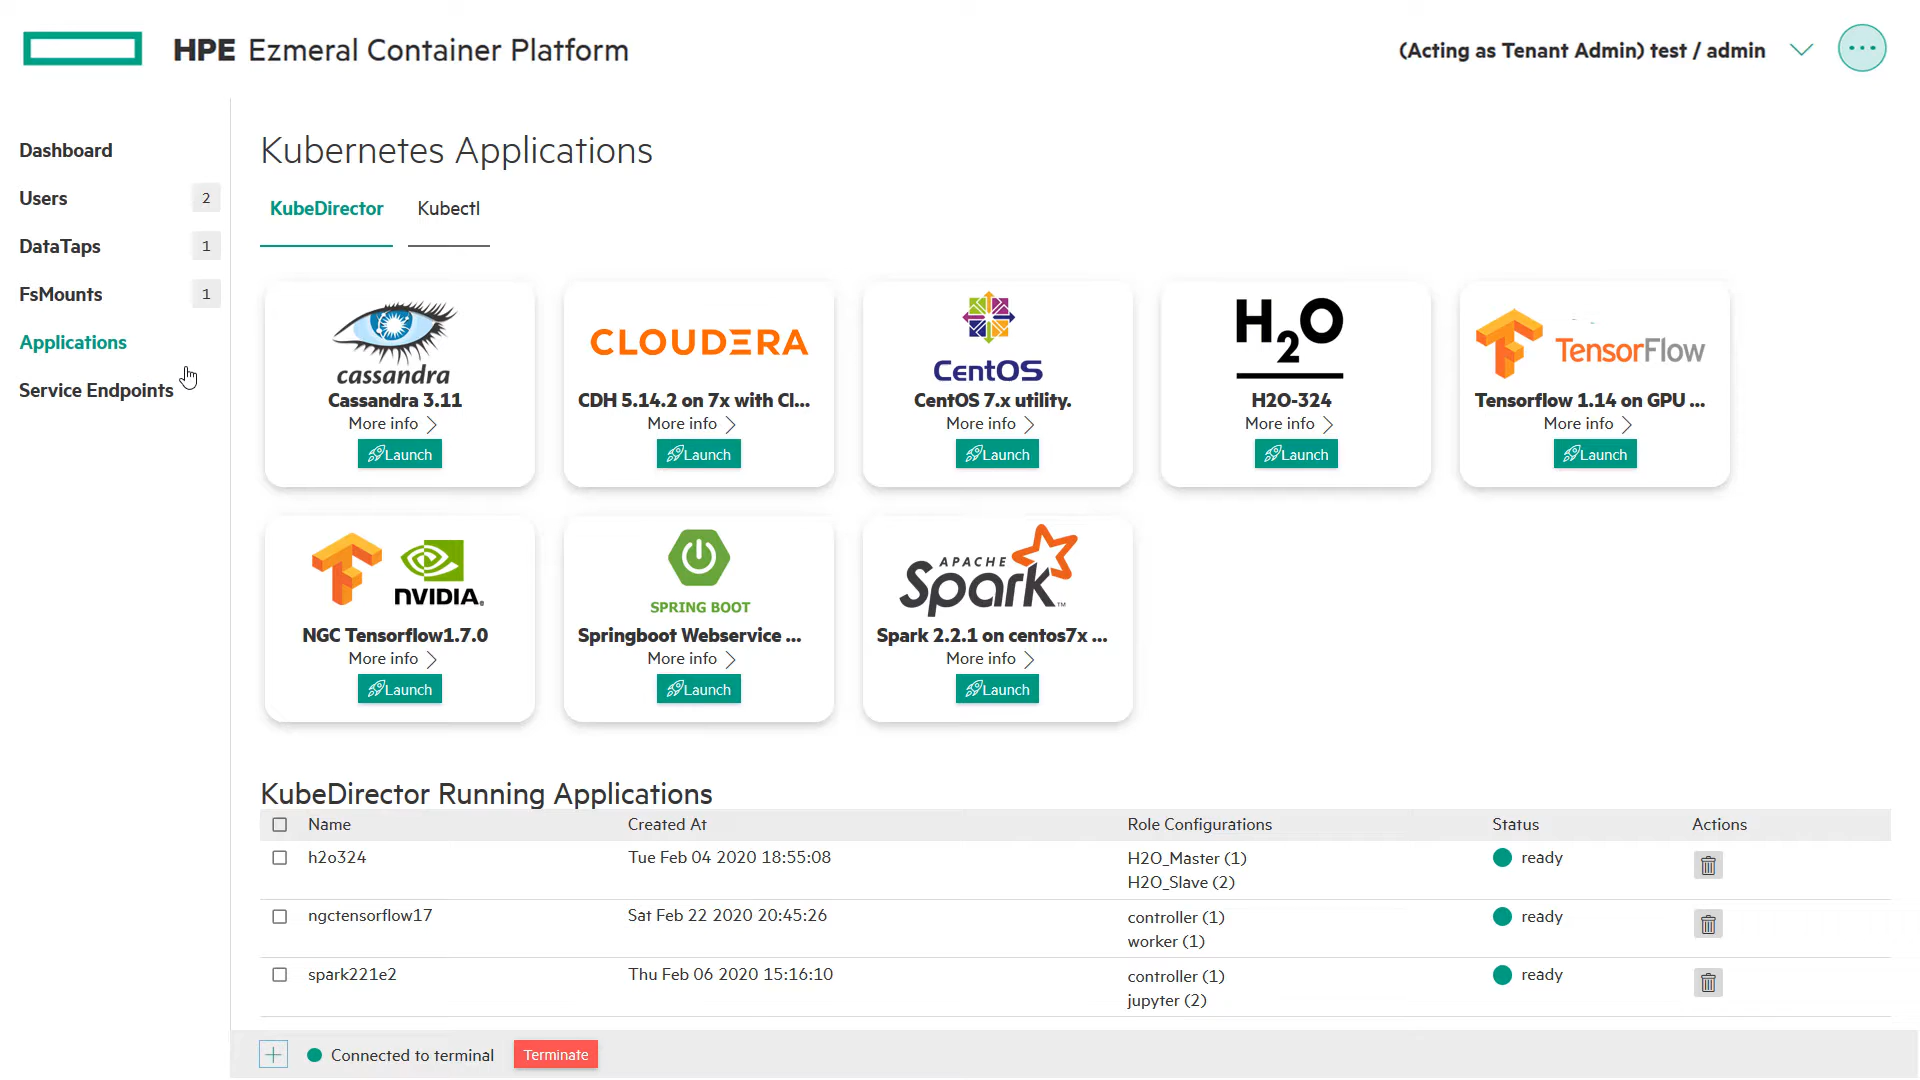 HPE Ezmeral Container Platform
(Acting as Tenant Admin) test / admin
Dashboard
Users 2
DataTaps 1
FsMounts 1
Applications
Service Endpoints
Kubernetes Applications
KubeDirector Kubectl
cassandra
Cassandra 3.11
More info
Launch
CLOUDERA
CDH 5.14.2 on 7x with Cl...
More info
Launch
CentOS
CentOS 7.x utility.
More info
Launch
H2O
H2O-324
More info
Launch
TensorFlow
Tensorflow 1.14 on GPU ...
More info
Launch
NVIDIA.
NGC Tensorflow1.7.0
More info
Launch
SPRING BOOT
Springboot Webservice ...
More info
Launch
APACHE
Spark™
Spark 2.2.1 on centos7x ...
More info
Launch
KubeDirector Running Applications
Name Created At Role Configurations Status Actions
h2o324 Tue Feb 04 2020 18:55:08 H2O_Master (1) ready
H2O_Slave (2)
ngctensorflow17 Sat Feb 22 2020 20:45:26 controller (1) ready
worker (1)
spark221e2 Thu Feb 06 2020 15:16:10 controller (1) ready
jupyter (2)
Connected to terminal Terminate